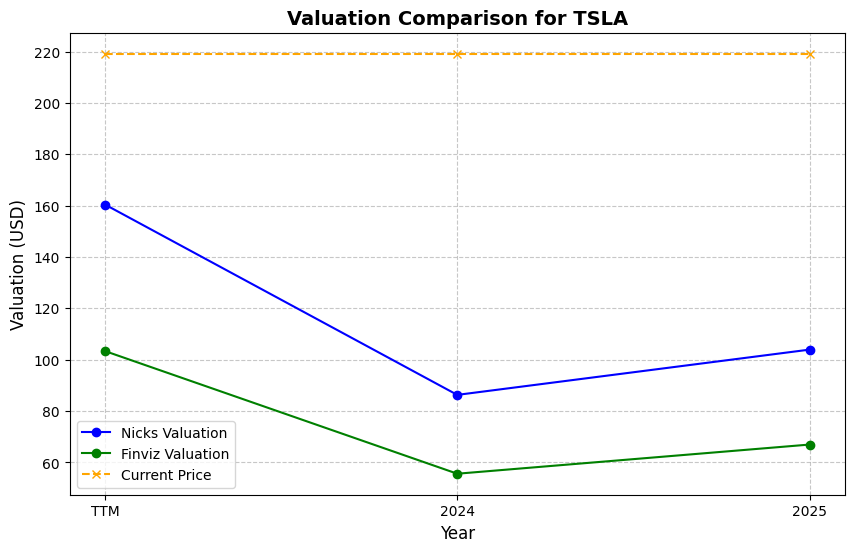 Valuation Comparison for TSLA
Valuation (USD)
220
200
180
160
140
120
100
80
60
Nicks Valuation
Finviz Valuation
Current Price
TTM
2024
2025
Year